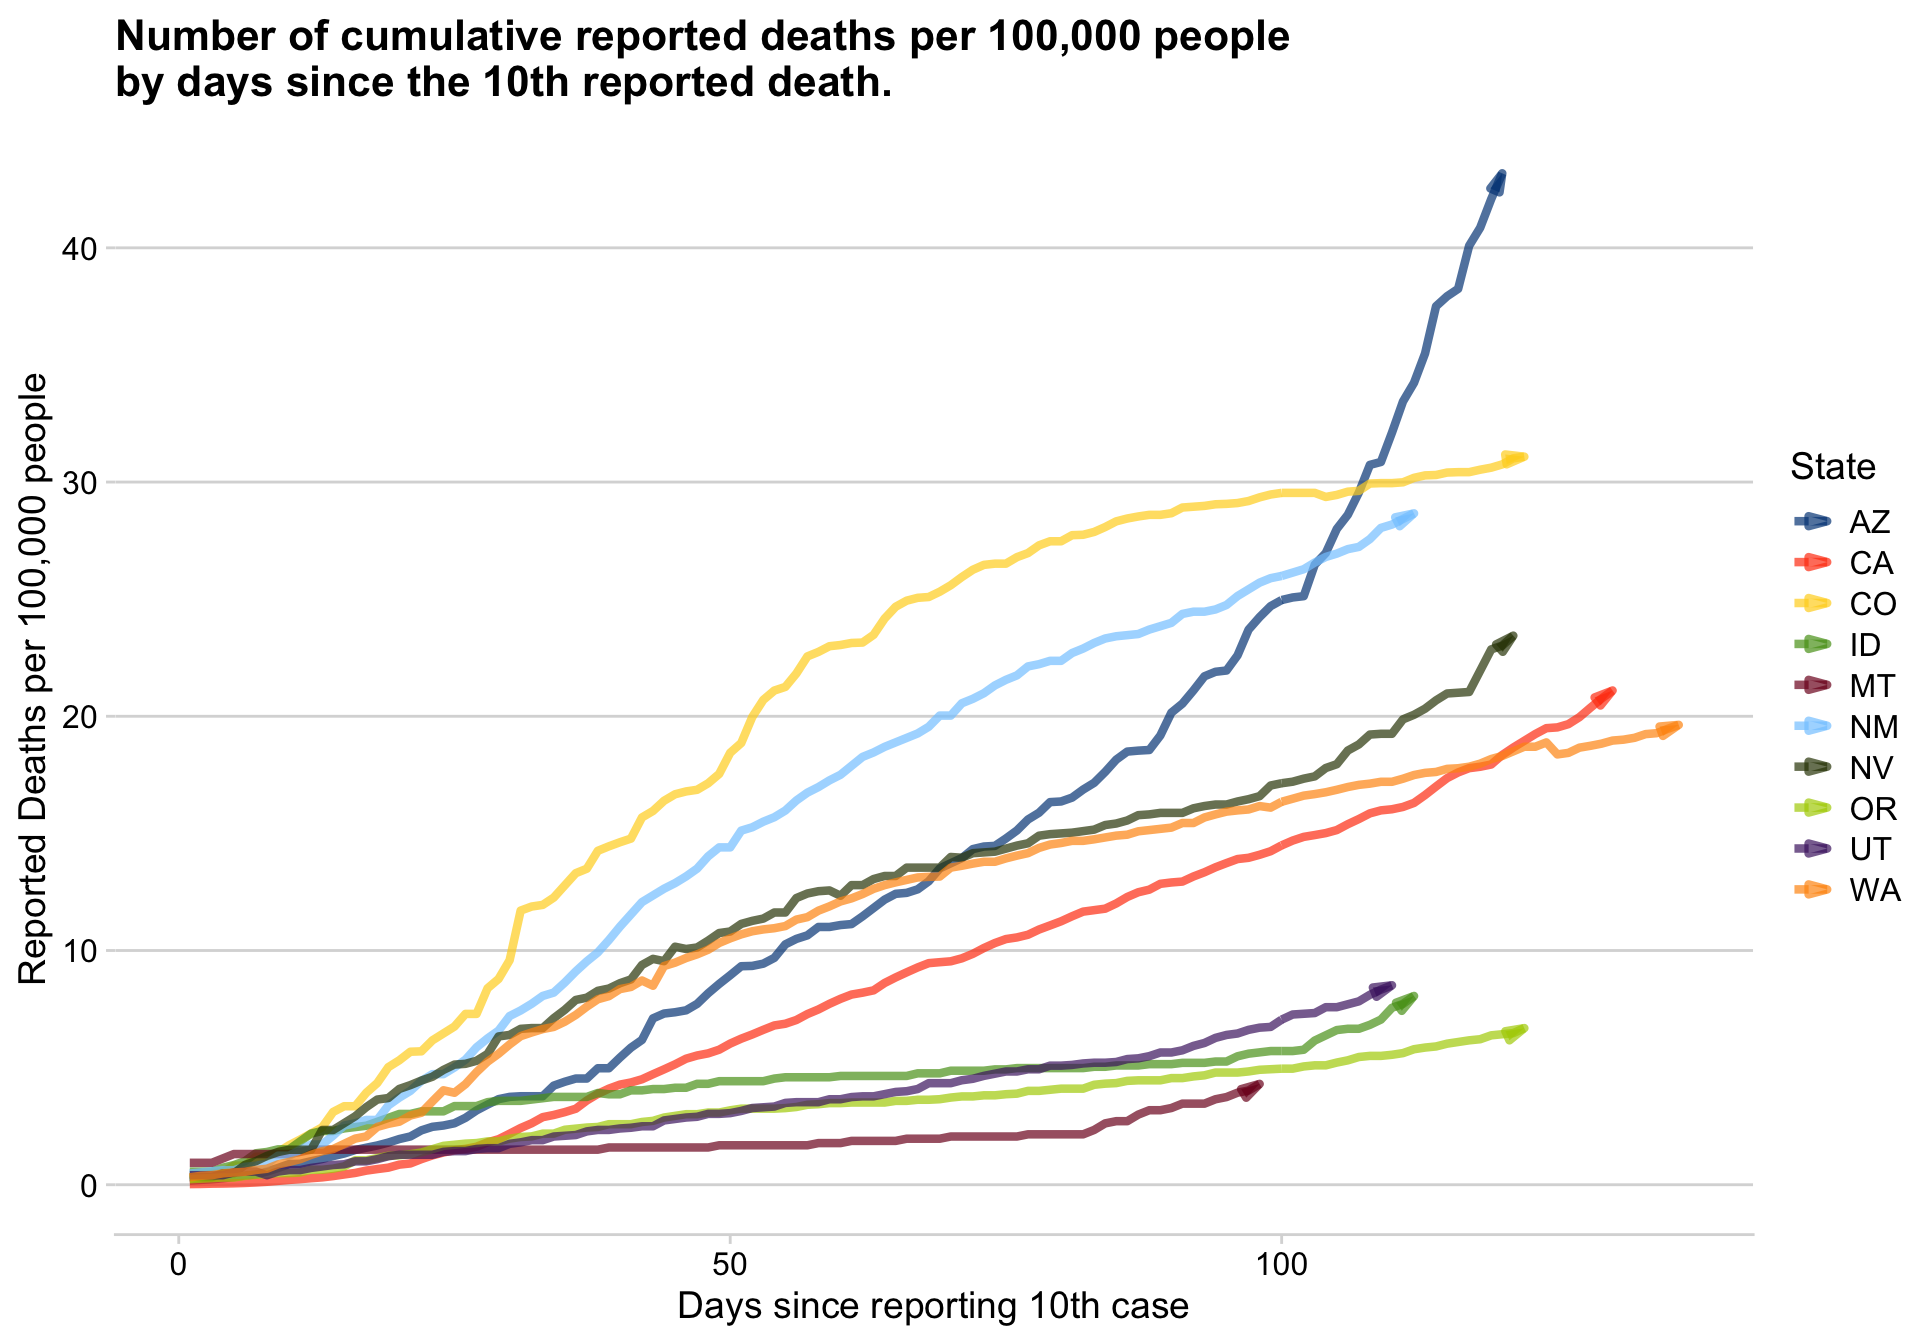 Number of cumulative reported deaths per 100,000 people
by days since the 10th reported death.
Reported Deaths per 100,000 people
40
30
20
10
0
0
50
100
Days since reporting 10th case
State
AZ
CA
CO
ID
MT
NM
NV
OR
UT
WA